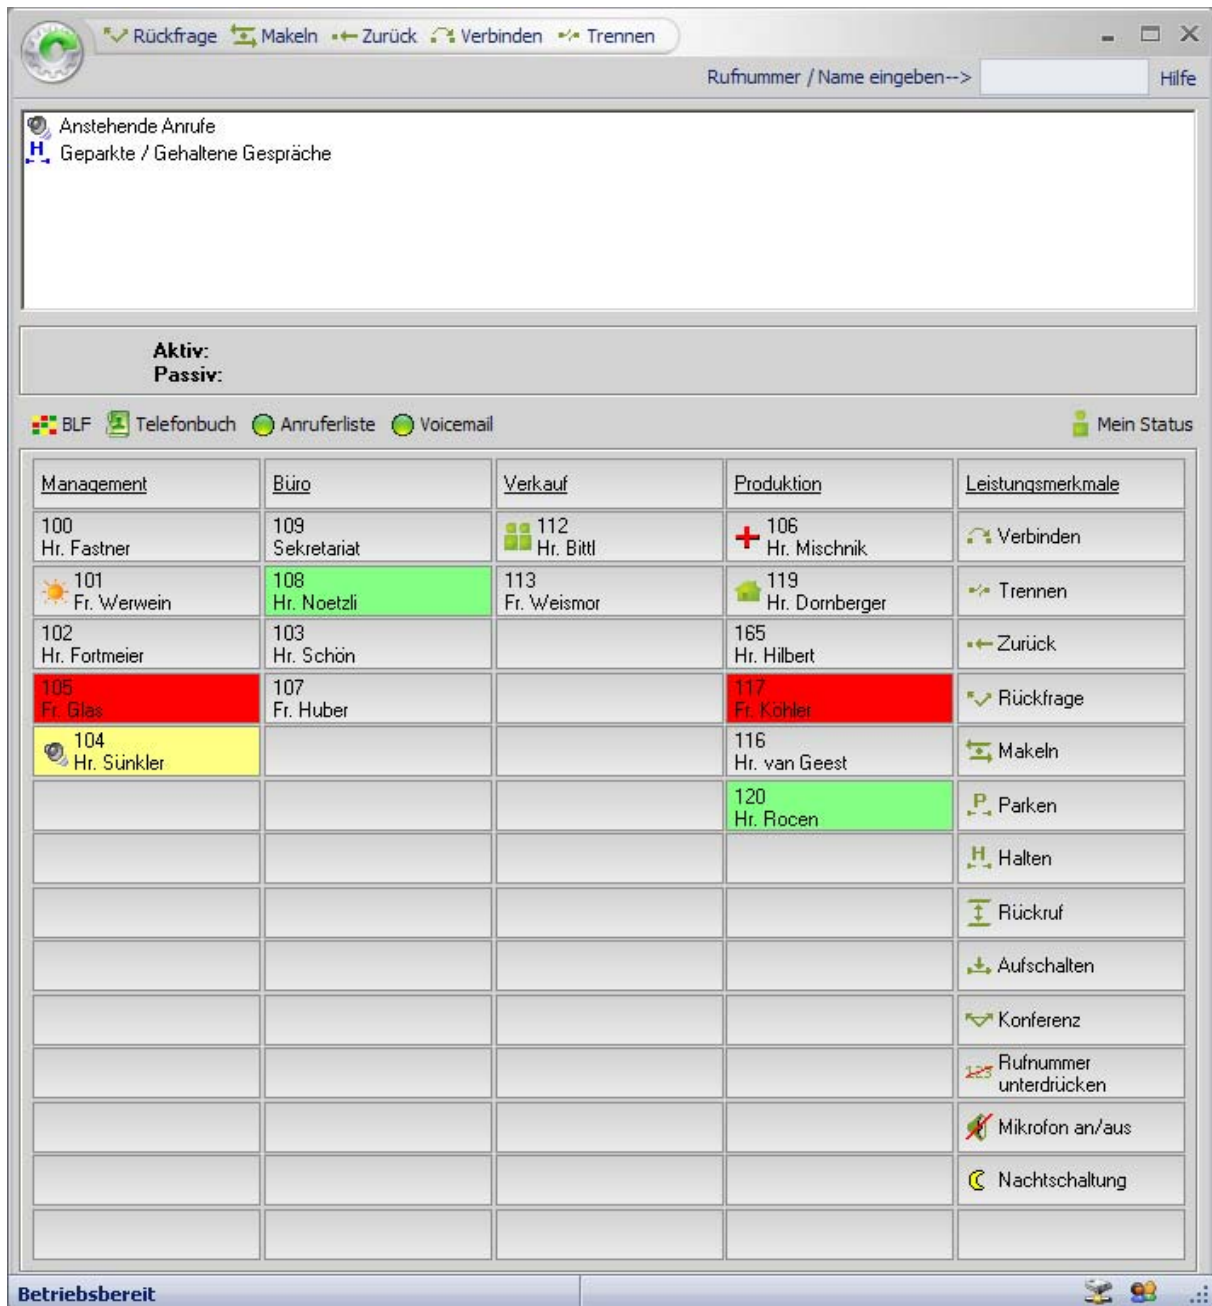 Rückfrage Makeln Zurück Verbinden Trennen
Rufnummer / Name eingeben--> Hilfe
Anstehende Anrufe
H Geparkte / Gehaltene Gespräche
Aktiv:
Passiv:
BLF Telefonbuch Anruferliste Voicemail Mein Status
Management Büro Verkauf Produktion Leistungsmerkmale
100 109 112 106 Verbinden
Hr. Fastner Sekretariat Hr. Bittl Hr. Mischnik
101 108 113 119 Trennen
Fr. Werwein Hr. Noetzli Fr. Weismor Hr. Dornberger
102 103 165 Zurück
Hr. Fortmeier Hr. Schön Hr. Hilbert
105 107 117 Rückfrage
Fr. Glas Fr. Huber Fr. Köhler
104 116 Makeln
Hr. Sünkler Hr. van Geest
120 P Parken
Hr. Rocen
H Halten
Rückruf
Aufschalten
Konferenz
123 Rufnummer
unterdrücken
Mikrofon an/aus
Nachtschaltung
Betriebsbereit